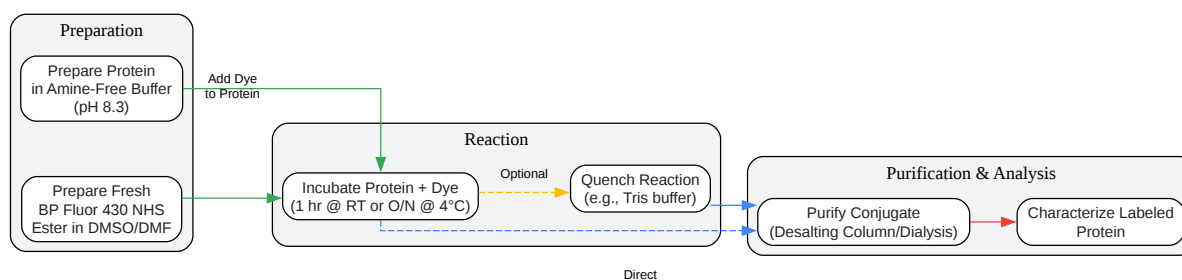 Preparation
Prepare Protein
in Amine-Free Buffer
(pH 8.3)
Add Dye
to Protein
Prepare Fresh
BP Fluor 430 NHS
Ester in DMSO/DMF
Reaction
Incubate Protein + Dye
(1 hr @ RT or O/N @ 4°C)
Optional
Quench Reaction
(e.g., Tris buffer)
Purification & Analysis
Purify Conjugate
(Desalting Column/Dialysis)
Characterize Labeled
Protein
Direct